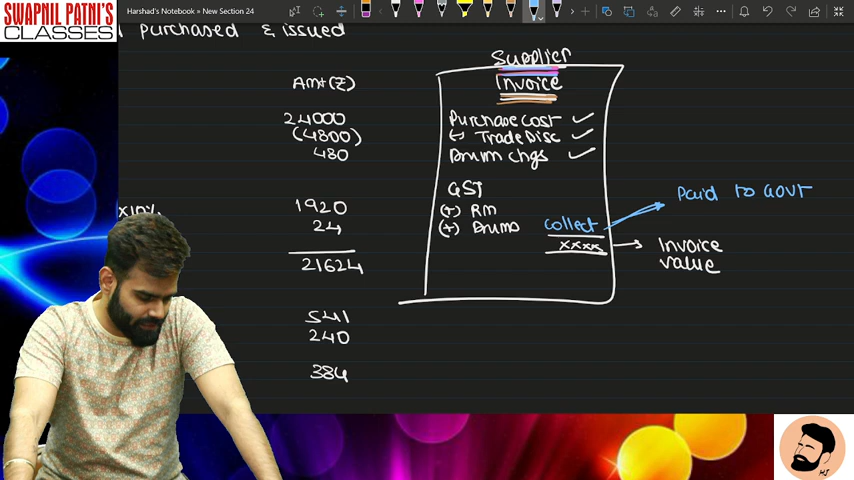 SWAPNIL PATNI'S
CLASSES
Harshad's Notebook » New Section 24
purchased & issued
Amt(₹)
24000
(4800)
480
x10%
1920
24
21624
541
240
384
Supplier
Invoice
Purchase cost ✓
(-) Trade Disc ✓
Drum chgs ✓
GST
(+) RM
(+) Drums
collect
xxxx
Paid to Govt
Invoice
value